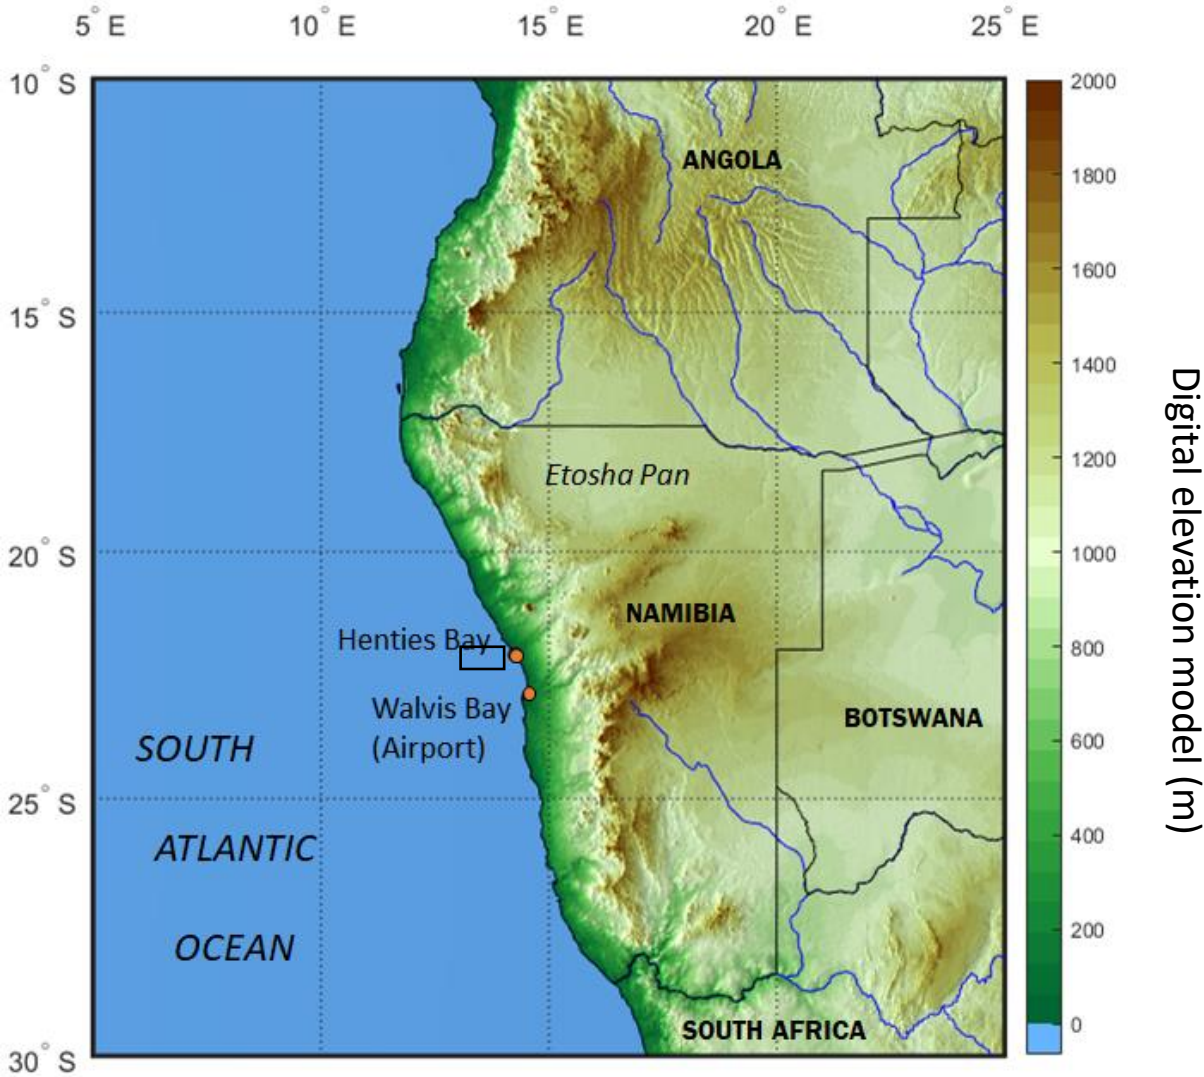 5° E 10° E 15° E 20° E 25° E
10° S
15° S
20° S
25° S
30° S
ANGOLA
Etosha Pan
NAMIBIA
Henties Bay
Walvis Bay
(Airport)
BOTSWANA
SOUTH
ATLANTIC
OCEAN
SOUTH AFRICA
2000
1800
1600
1400
1200
1000
800
600
400
200
0
Digital elevation model (m)